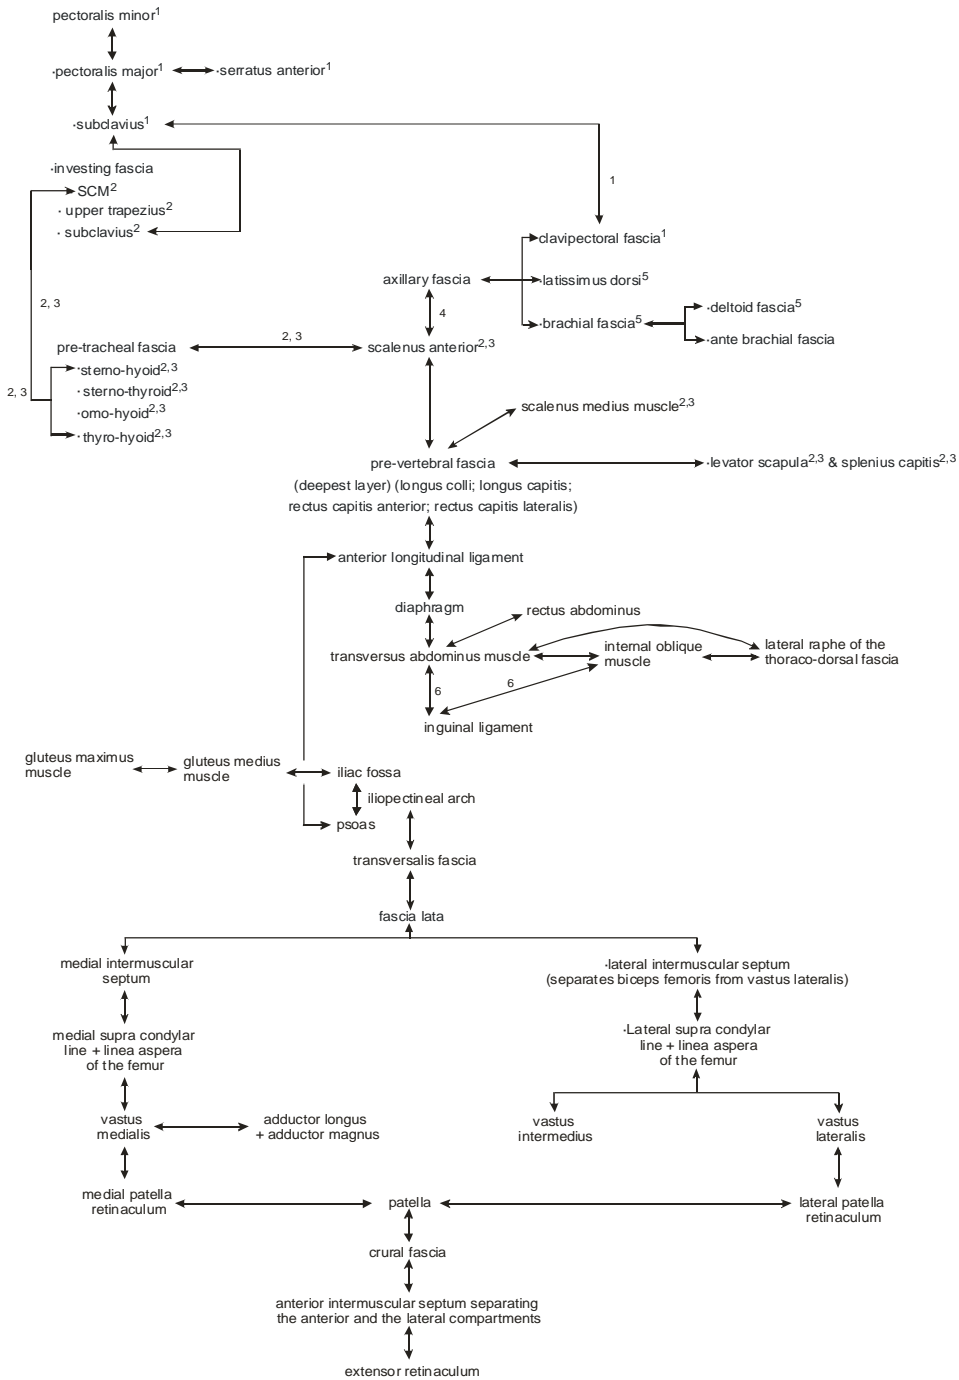 pectoralis minor1
·pectoralis major1
·serratus anterior1
·subclavius1
·investing fascia
SCM2
· upper trapezius2
· subclavius2
1
clavipectoral fascia1
axillary fascia
·latissimus dorsi5
2, 3
4
·brachial fascia5
·deltoid fascia5
·ante brachial fascia
pre-tracheal fascia
2, 3
scalenus anterior2,3
·sterno-hyoid2,3
2, 3
· sterno-thyroid2,3
·omo-hyoid2,3
· thyro-hyoid2,3
scalenus medius muscle2,3
pre-vertebral fascia
·levator scapula2,3 & splenius capitis2,3
(deepest layer) (longus colli; longus capitis;
rectus capitis anterior; rectus capitis lateralis)
anterior longitudinal ligament
diaphragm
rectus abdominus
transversus abdominus muscle
internal oblique
muscle
lateral raphe of the
thoraco-dorsal fascia
6
6
inguinal ligament
gluteus maximus
muscle
gluteus medius
muscle
iliac fossa
iliopectineal arch
psoas
transversalis fascia
fascia lata
medial intermuscular
septum
·lateral intermuscular septum
(separates biceps femoris from vastus lateralis)
medial supra condylar
line + linea aspera
of the femur
·Lateral supra condylar
line + linea aspera
of the femur
vastus
medialis
adductor longus
+ adductor magnus
vastus
intermedius
vastus
lateralis
medial patella
retinaculum
patella
lateral patella
retinaculum
crural fascia
anterior intermuscular septum separating
the anterior and the lateral compartments
extensor retinaculum